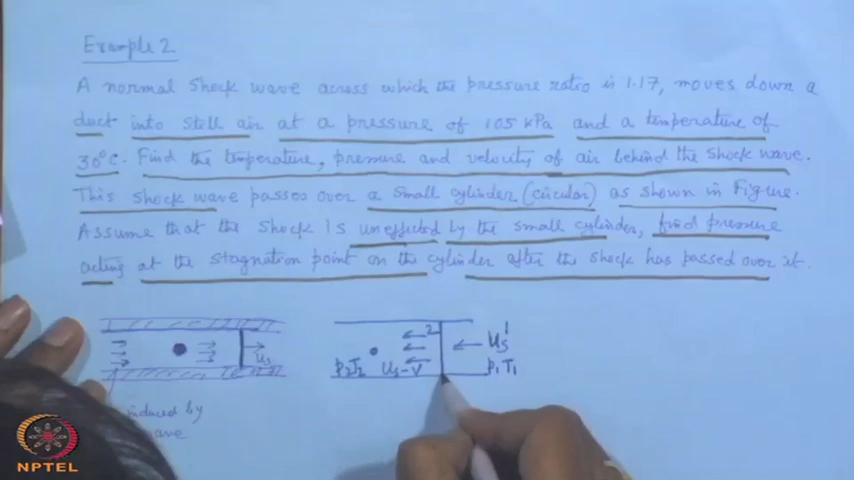 Example 2
A normal Shock wave across which the pressure ratio is 1.17, moves down a
duct into still air at a pressure of 105 kPa and a temperature of
30°C. Find the temperature, pressure and velocity of air behind the shock wave.
This shock wave passes over a small cylinder (circular) as shown in Figure.
Assume that the shock is uneffected by the small cylinder, find pressure
acting at the stagnation point on the cylinder after the shock has passed over it.
Us
induced by
wave
2
1
Us
P2 T2
Us-V
P1 T1
NPTEL